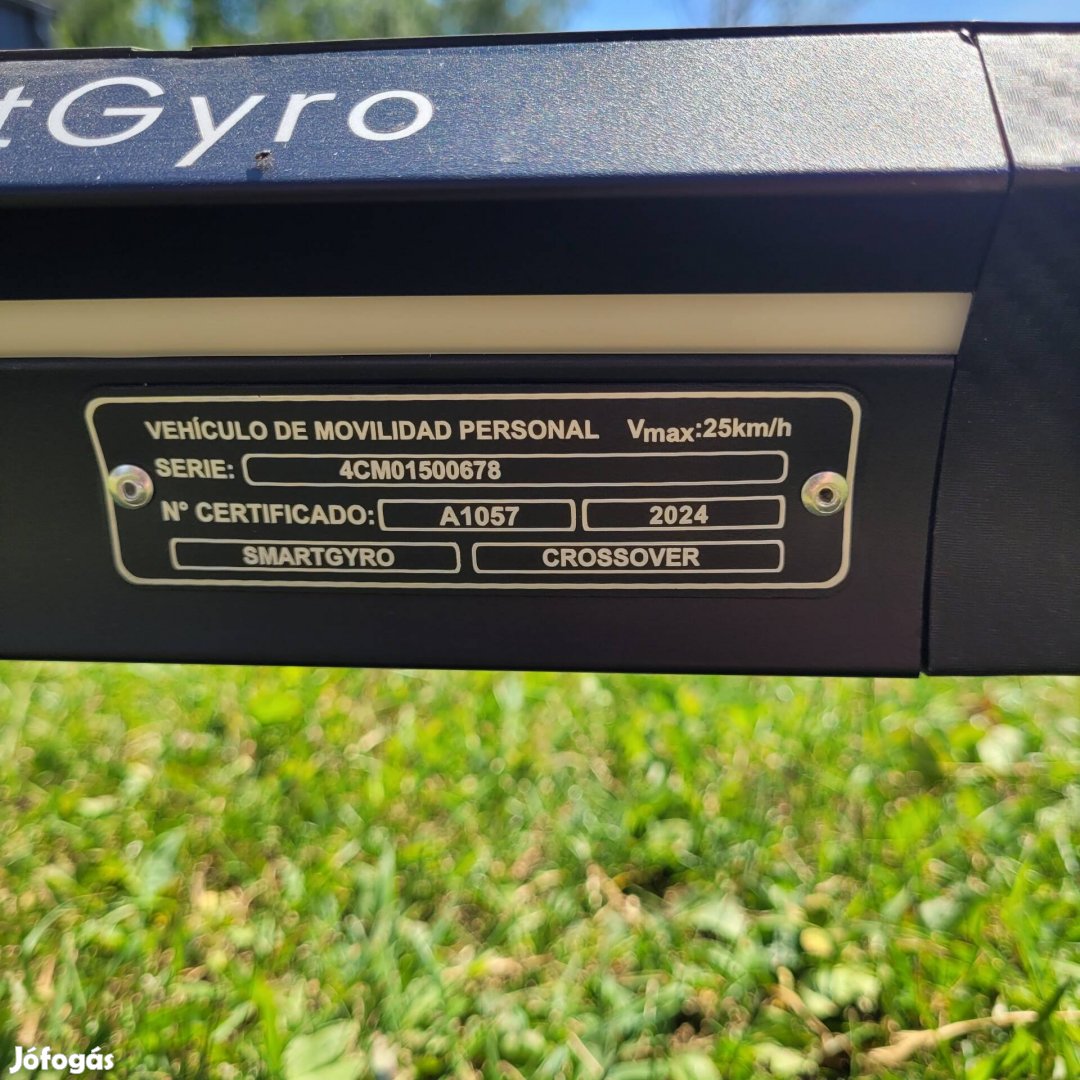 tGyro
VEHÍCULO DE MOVILIDAD PERSONAL Vmax:25km/h
SERIE: 4CM01500678
Nº CERTIFICADO: A1057 2024
SMARTGYRO CROSSOVER
Jófogás